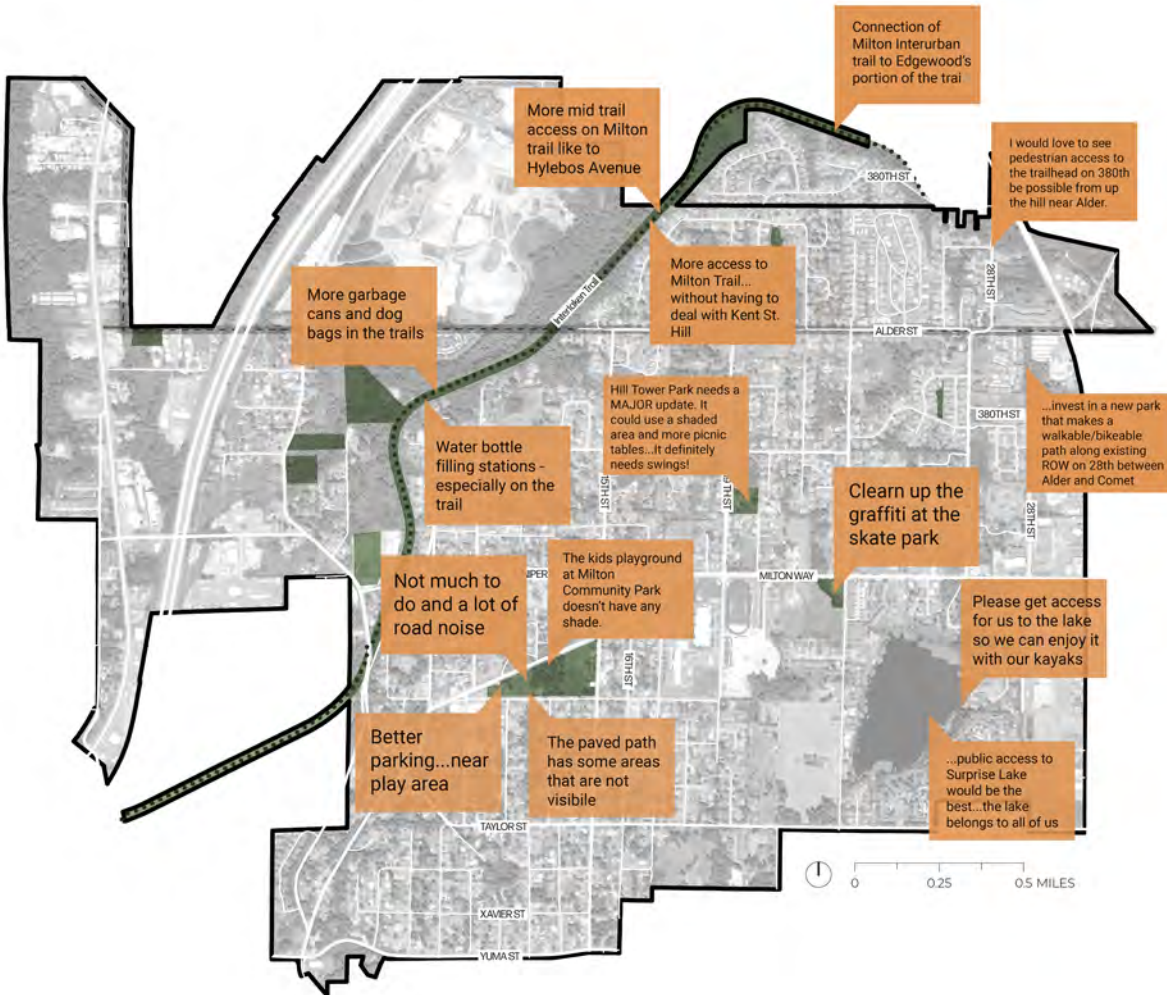 Connection of
Milton Interurban
trail to Edgewood's
portion of the trai
More mid trail
access on Milton
trail like to
Hylebos Avenue
I would love to see
pedestrian access to
the trailhead on 380th
be possible from up
the hill near Alder.
380TH ST
More access to
Milton Trail...
without having to
deal with Kent St.
Hill
28TH ST
More garbage
cans and dog
bags in the trails
Interloken Trail
ALDER ST
Hill Tower Park needs a
MAJOR update. It
could use a shaded
area and more picnic
tables...It definitely
needs swings!
380TH ST
...invest in a new park
that makes a
walkable/bikeable
path along existing
ROW on 28th between
Alder and Comet
Water bottle
filling stations -
especially on the
trail
15TH ST
Clearn up the
graffiti at the
skate park
28TH ST
Not much to
do and a lot of
road noise
The kids playground
at Milton
Community Park
doesn't have any
shade.
MILTON WAY
Please get access
for us to the lake
so we can enjoy it
with our kayaks
16TH ST
Better
parking...near
play area
The paved path
has some areas
that are not
visibile
...public access to
Surprise Lake
would be the
best...the lake
belongs to all of us
TAYLOR ST
0 0.25 0.5 MILES
XAVIER ST
YUMA ST